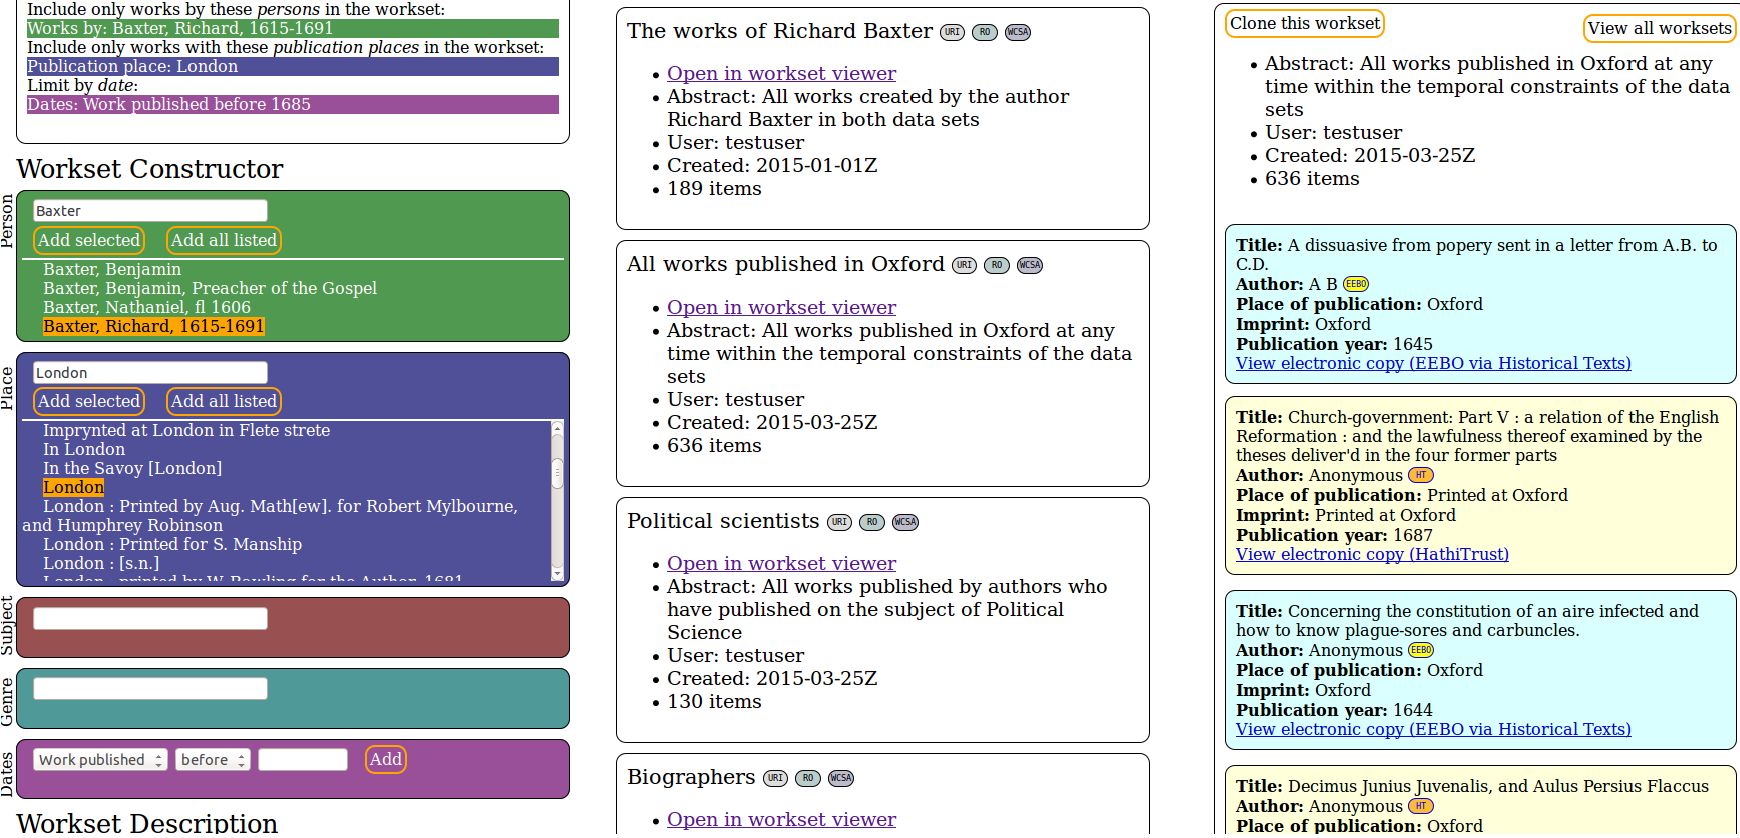 Include only works by these persons in the workset:
Works by: Baxter, Richard, 1615-1691
Include only works with these publication places in the workset:
Publication place: London
Limit by date:
Dates: Work published before 1685
Workset Constructor
Person
Baxter
Add selected Add all listed
Baxter, Benjamin
Baxter, Benjamin, Preacher of the Gospel
Baxter, Nathaniel, fl 1606
Baxter, Richard, 1615-1691
Place
London
Add selected Add all listed
Imprynted at London in Flete strete
In London
In the Savoy [London]
London
London : Printed by Aug. Math[ew]. for Robert Mylbourne,
and Humphrey Robinson
London : Printed for S. Manship
London : [s.n.]
London : printed by W. Bowling for the Author, 1681
Subject
Genre
Dates
Work published before Add
Workset Description
The works of Richard Baxter URI RO WCSA
Open in workset viewer
Abstract: All works created by the author
Richard Baxter in both data sets
User: testuser
Created: 2015-01-01Z
189 items
All works published in Oxford URI RO WCSA
Open in workset viewer
Abstract: All works published in Oxford at any
time within the temporal constraints of the data
sets
User: testuser
Created: 2015-03-25Z
636 items
Political scientists URI RO WCSA
Open in workset viewer
Abstract: All works published by authors who
have published on the subject of Political
Science
User: testuser
Created: 2015-03-25Z
130 items
Biographers URI RO WCSA
Open in workset viewer
Clone this workset
View all worksets
Abstract: All works published in Oxford at any
time within the temporal constraints of the data
sets
User: testuser
Created: 2015-03-25Z
636 items
Title: A dissuasive from popery sent in a letter from A.B. to
C.D.
Author: A B EEBO
Place of publication: Oxford
Imprint: Oxford
Publication year: 1645
View electronic copy (EEBO via Historical Texts)
Title: Church-government: Part V : a relation of the English
Reformation : and the lawfulness thereof examined by the
theses deliver'd in the four former parts
Author: Anonymous HT
Place of publication: Printed at Oxford
Imprint: Printed at Oxford
Publication year: 1687
View electronic copy (HathiTrust)
Title: Concerning the constitution of an aire infected and
how to know plague-sores and carbuncles.
Author: Anonymous EEBO
Place of publication: Oxford
Imprint: Oxford
Publication year: 1644
View electronic copy (EEBO via Historical Texts)
Title: Decimus Junius Juvenalis, and Aulus Persius Flaccus
Author: Anonymous HT
Place of publication: Oxford